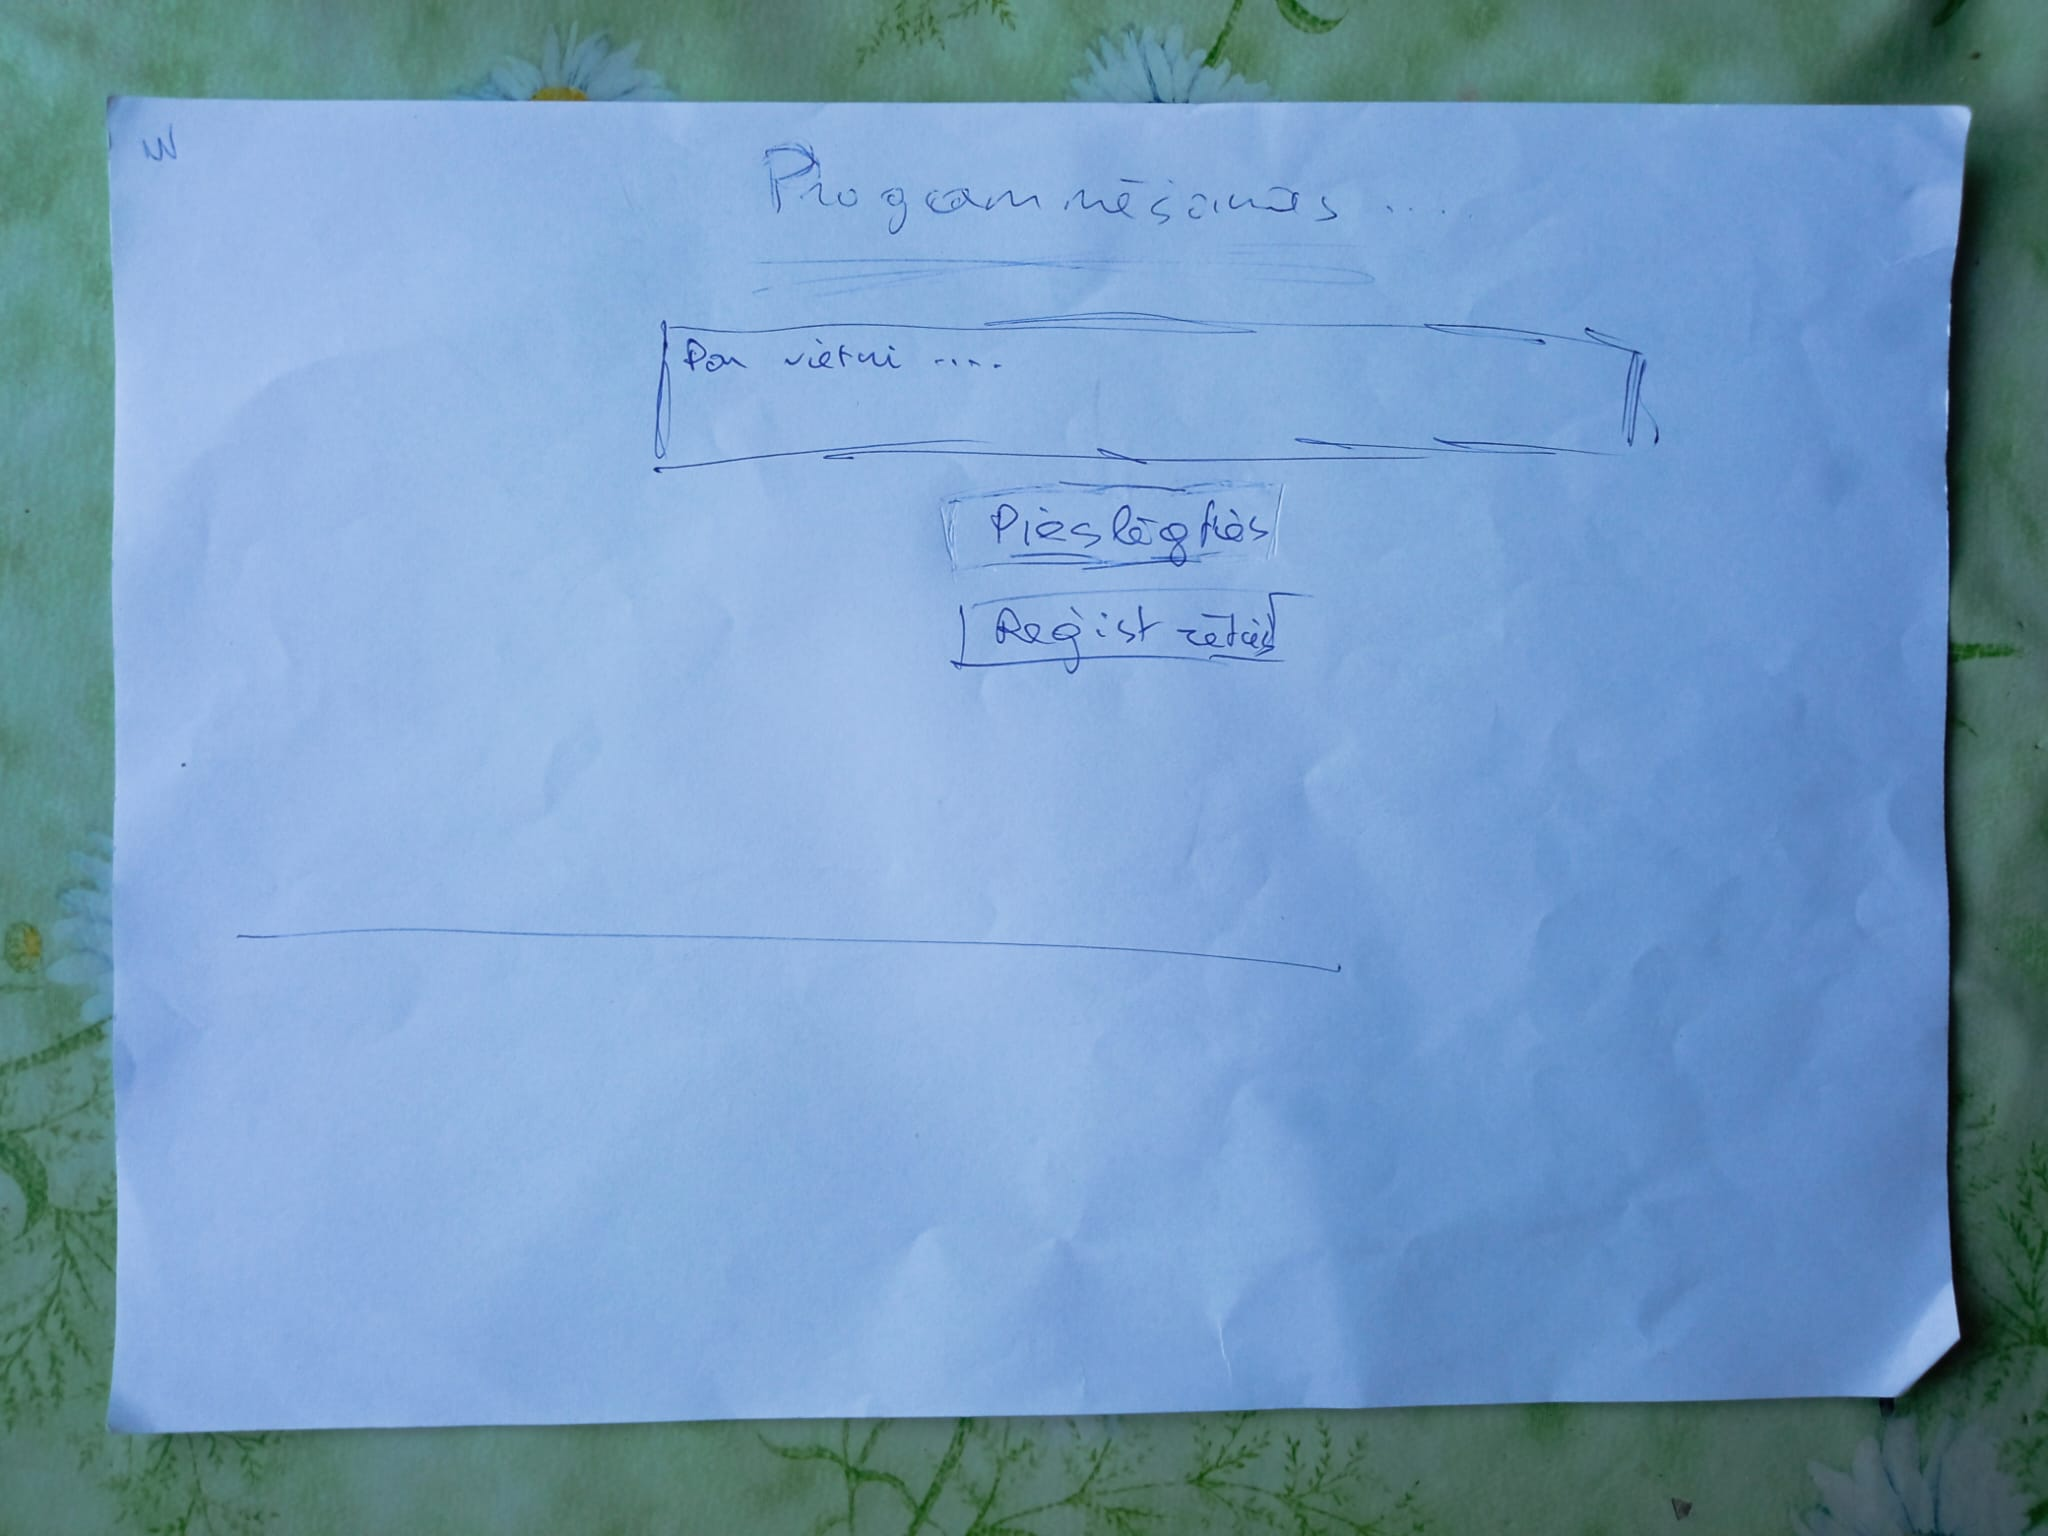 Programmēšanas ....
Par vietni ....
Pieslēgties
Reģistrēties